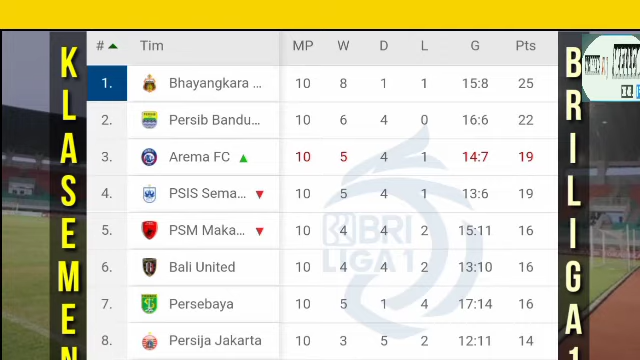 KLASEMEN
# Tim MP W D L G Pts
1. Bhayangkara ... 10 8 1 1 15:8 25
2. Persib Bandu... 10 6 4 0 16:6 22
3. Arema FC 10 5 4 1 14:7 19
4. PSIS Sema... 10 5 4 1 13:6 19
5. PSM Maka... 10 4 4 2 15:11 16
6. Bali United 10 4 4 2 13:10 16
7. Persebaya 10 5 1 4 17:14 16
8. Persija Jakarta 10 3 5 2 12:11 14
BRI LIGA 1
BRI
LIGA 1